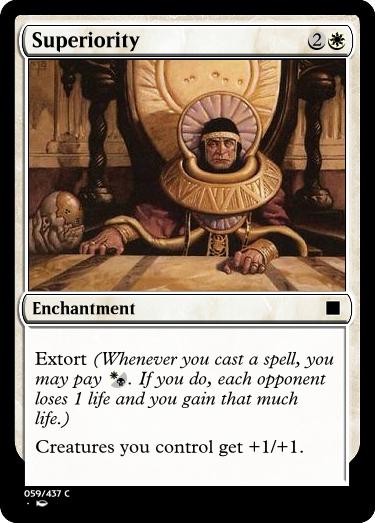 Superiority 2
Enchantment
Extort (Whenever you cast a spell, you
may pay . If you do, each opponent
loses 1 life and you gain that much
life.)
Creatures you control get +1/+1.
059/437 C